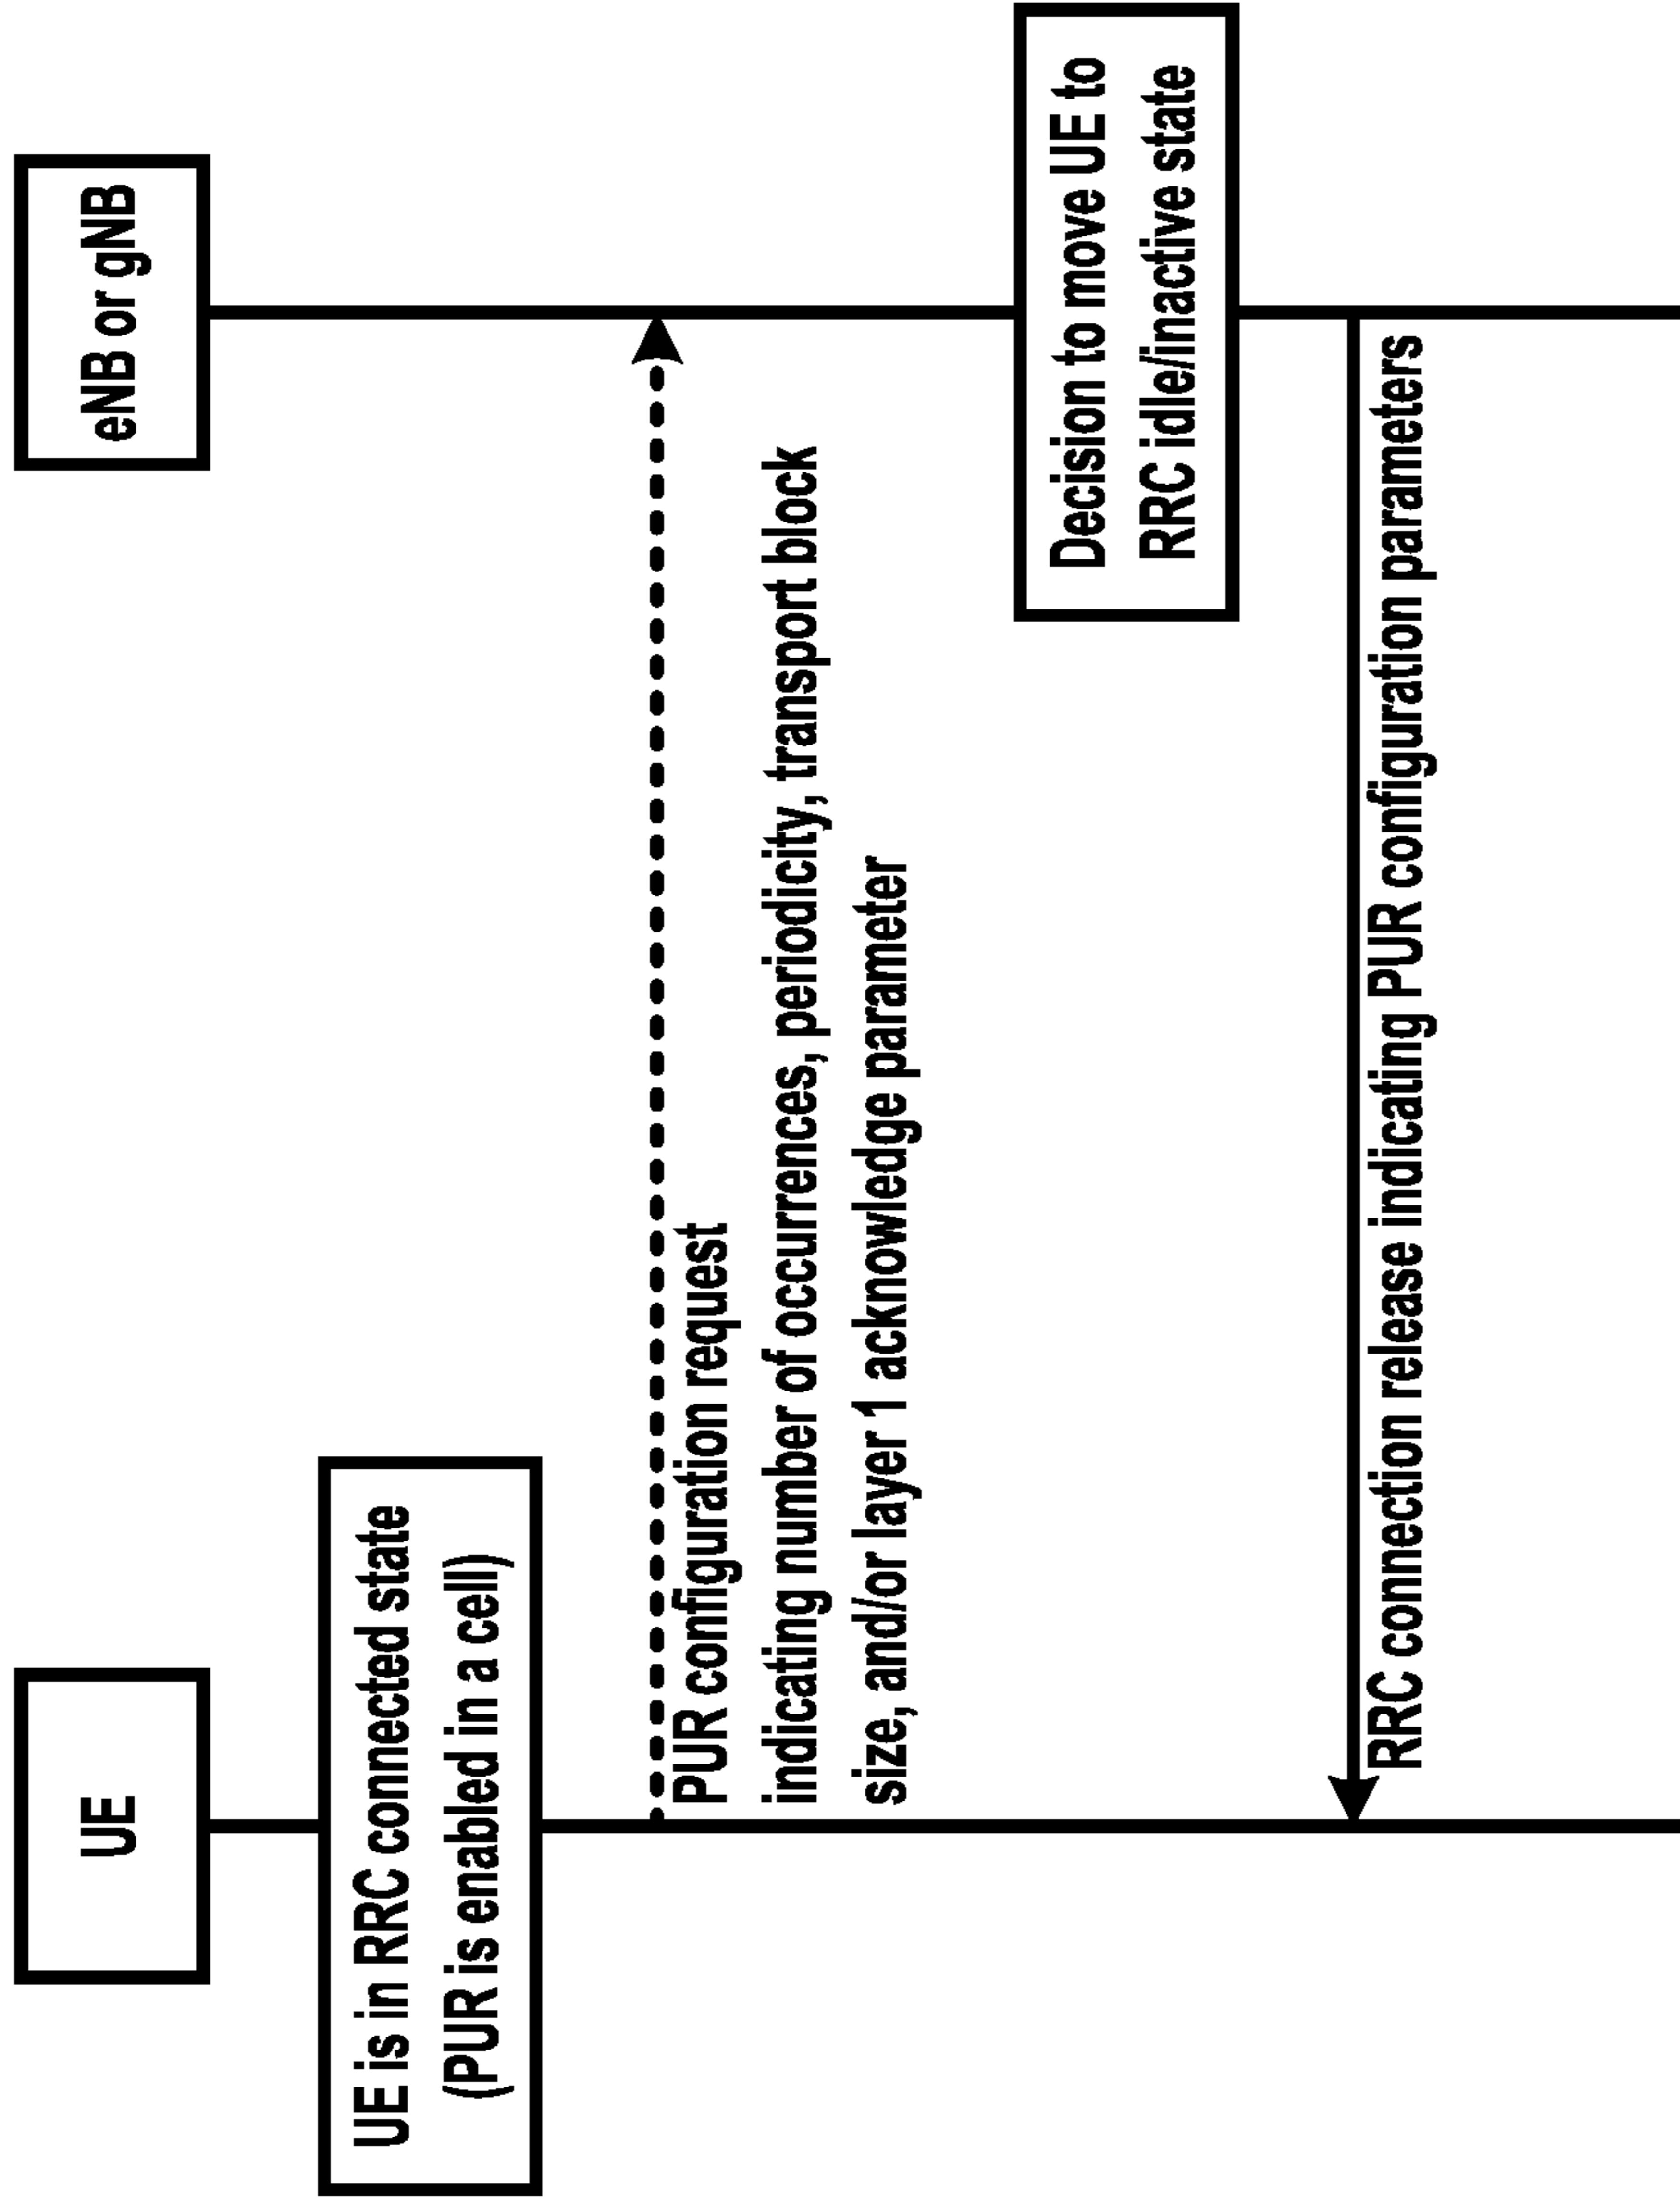 UE
eNB or gNB
UE is in RRC connected state
(PUR is enabled in a cell)
PUR configuration request
indicating number of occurrences, periodicity, transport block
size, and/or layer 1 acknowledge parameter
Decision to move UE to
RRC idle/inactive state
RRC connection release indicating PUR configuration parameters